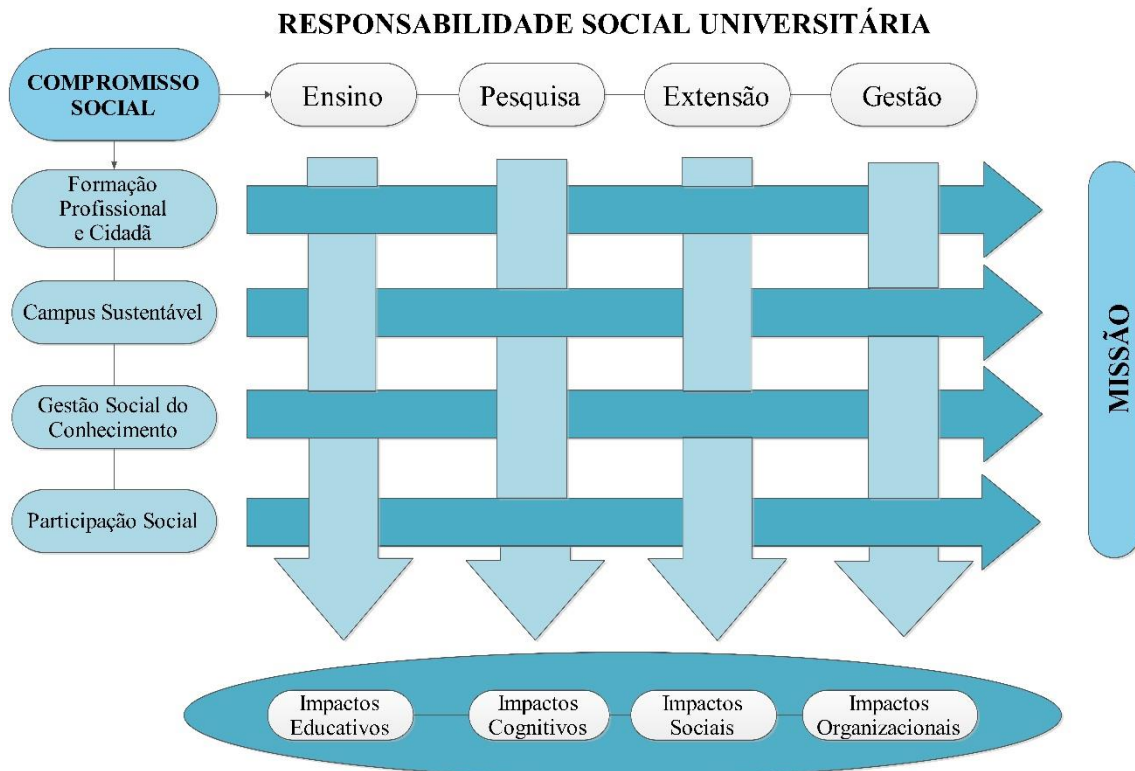 RESPONSABILIDADE SOCIAL UNIVERSITÁRIA
COMPROMISSO
SOCIAL
Ensino
Pesquisa
Extensão
Gestão
Formação
Profissional
e Cidadã
Campus Sustentável
Gestão Social do
Conhecimento
Participação Social
MISSÃO
Impactos
Educativos
Impactos
Cognitivos
Impactos
Sociais
Impactos
Organizacionais